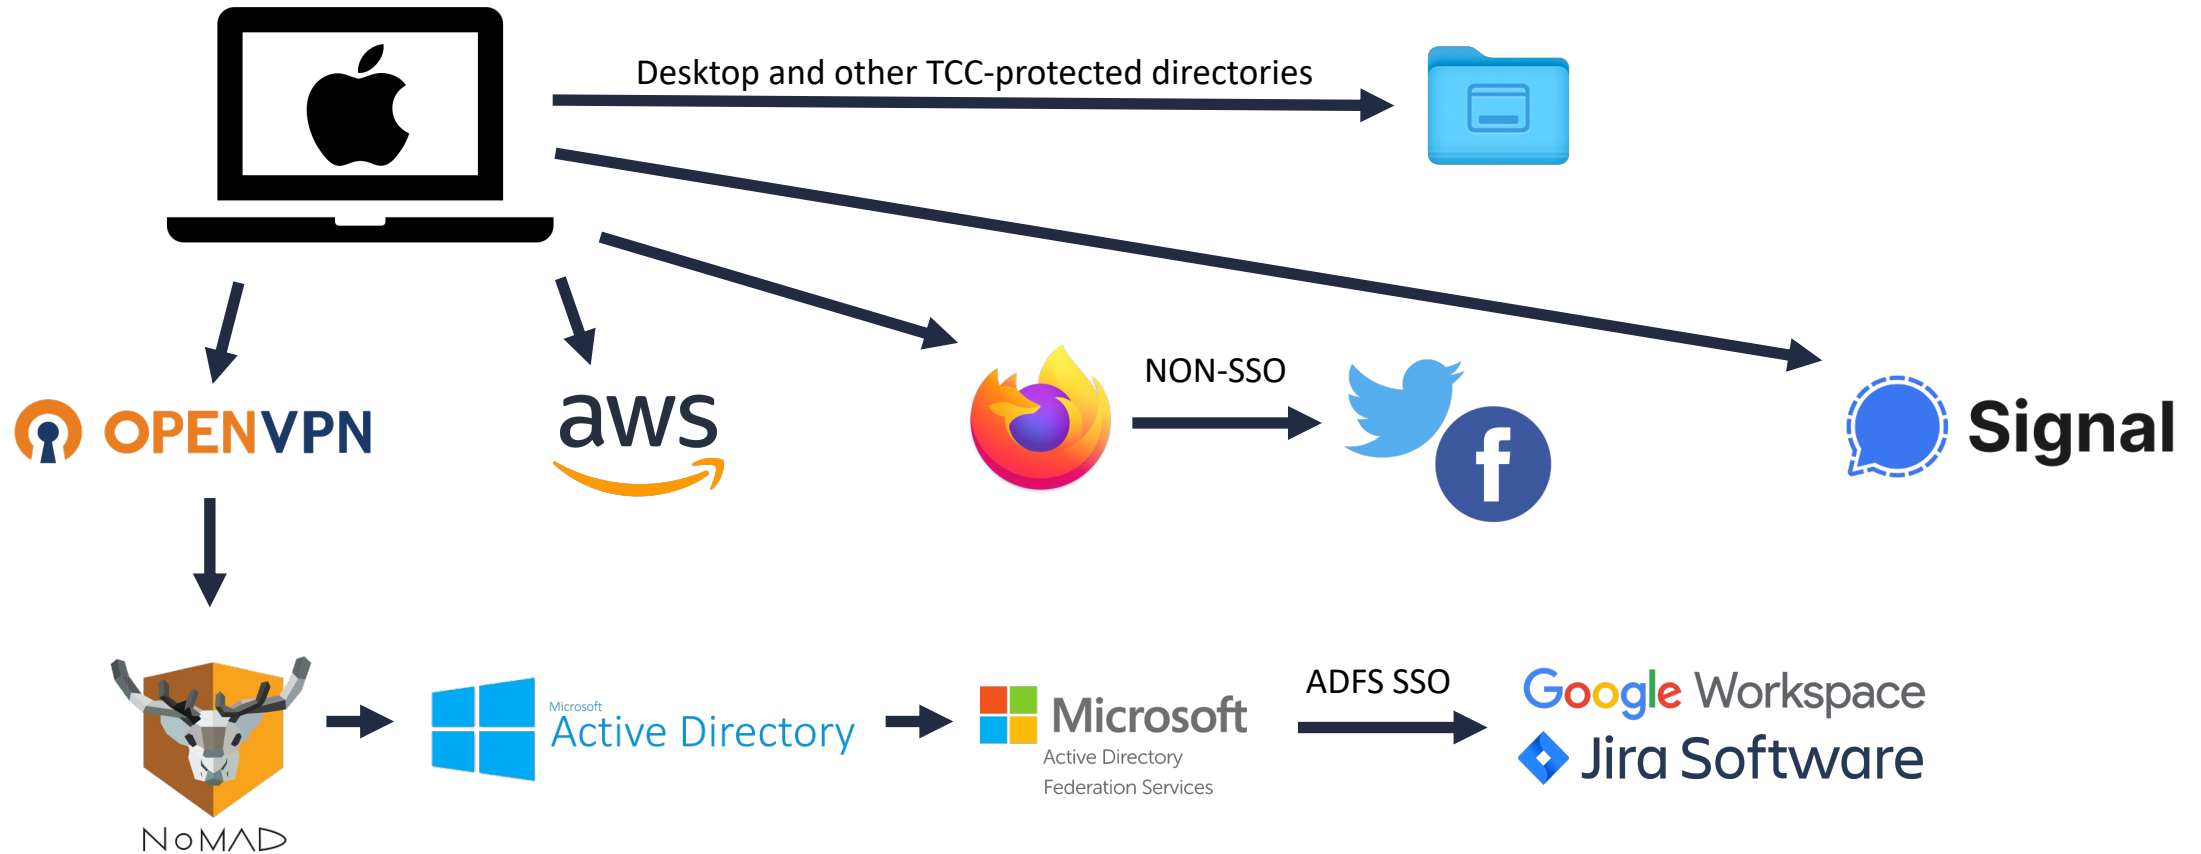 Desktop and other TCC-protected directories
NON-SSO
OPENVPN
aws
f
Signal
ADFS SSO
NoMAD
Microsoft
Active Directory
Microsoft
Active Directory
Federation Services
Google Workspace
Jira Software